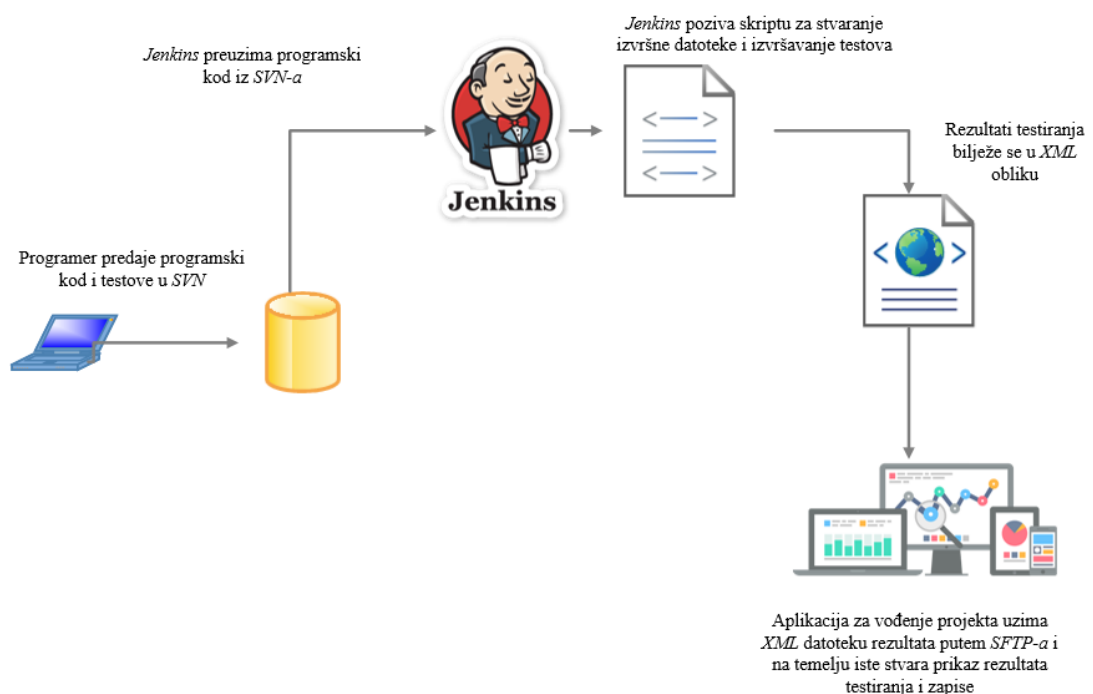 Programer predaje programski
kod i testove u SVN
Jenkins preuzima programski
kod iz SVN-a
Jenkins
Jenkins poziva skriptu za stvaranje
izvršne datoteke i izvršavanje testova
Rezultati testiranja
bilježe se u XML
obliku
Aplikacija za vođenje projekta uzima
XML datoteku rezultata putem SFTP-a i
na temelju iste stvara prikaz rezultata
testiranja i zapise